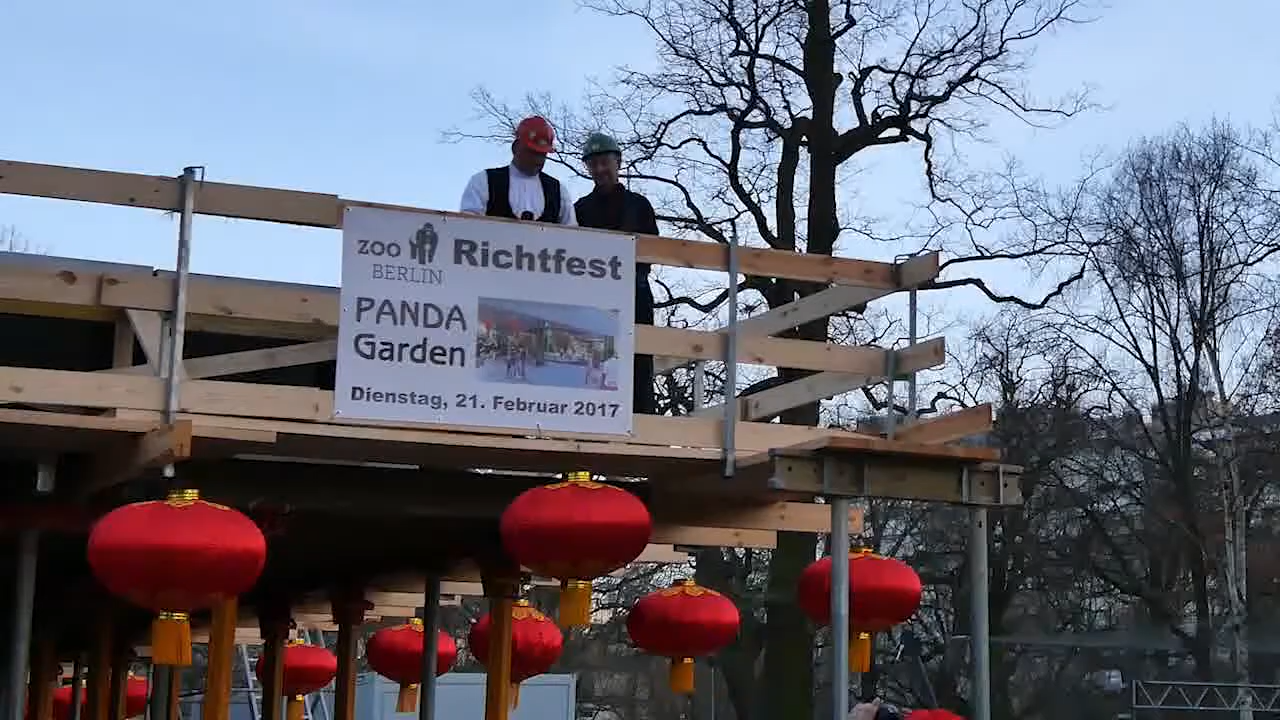 ZOO
BERLIN
Richtfest
PANDA
Garden
Dienstag, 21. Februar 2017